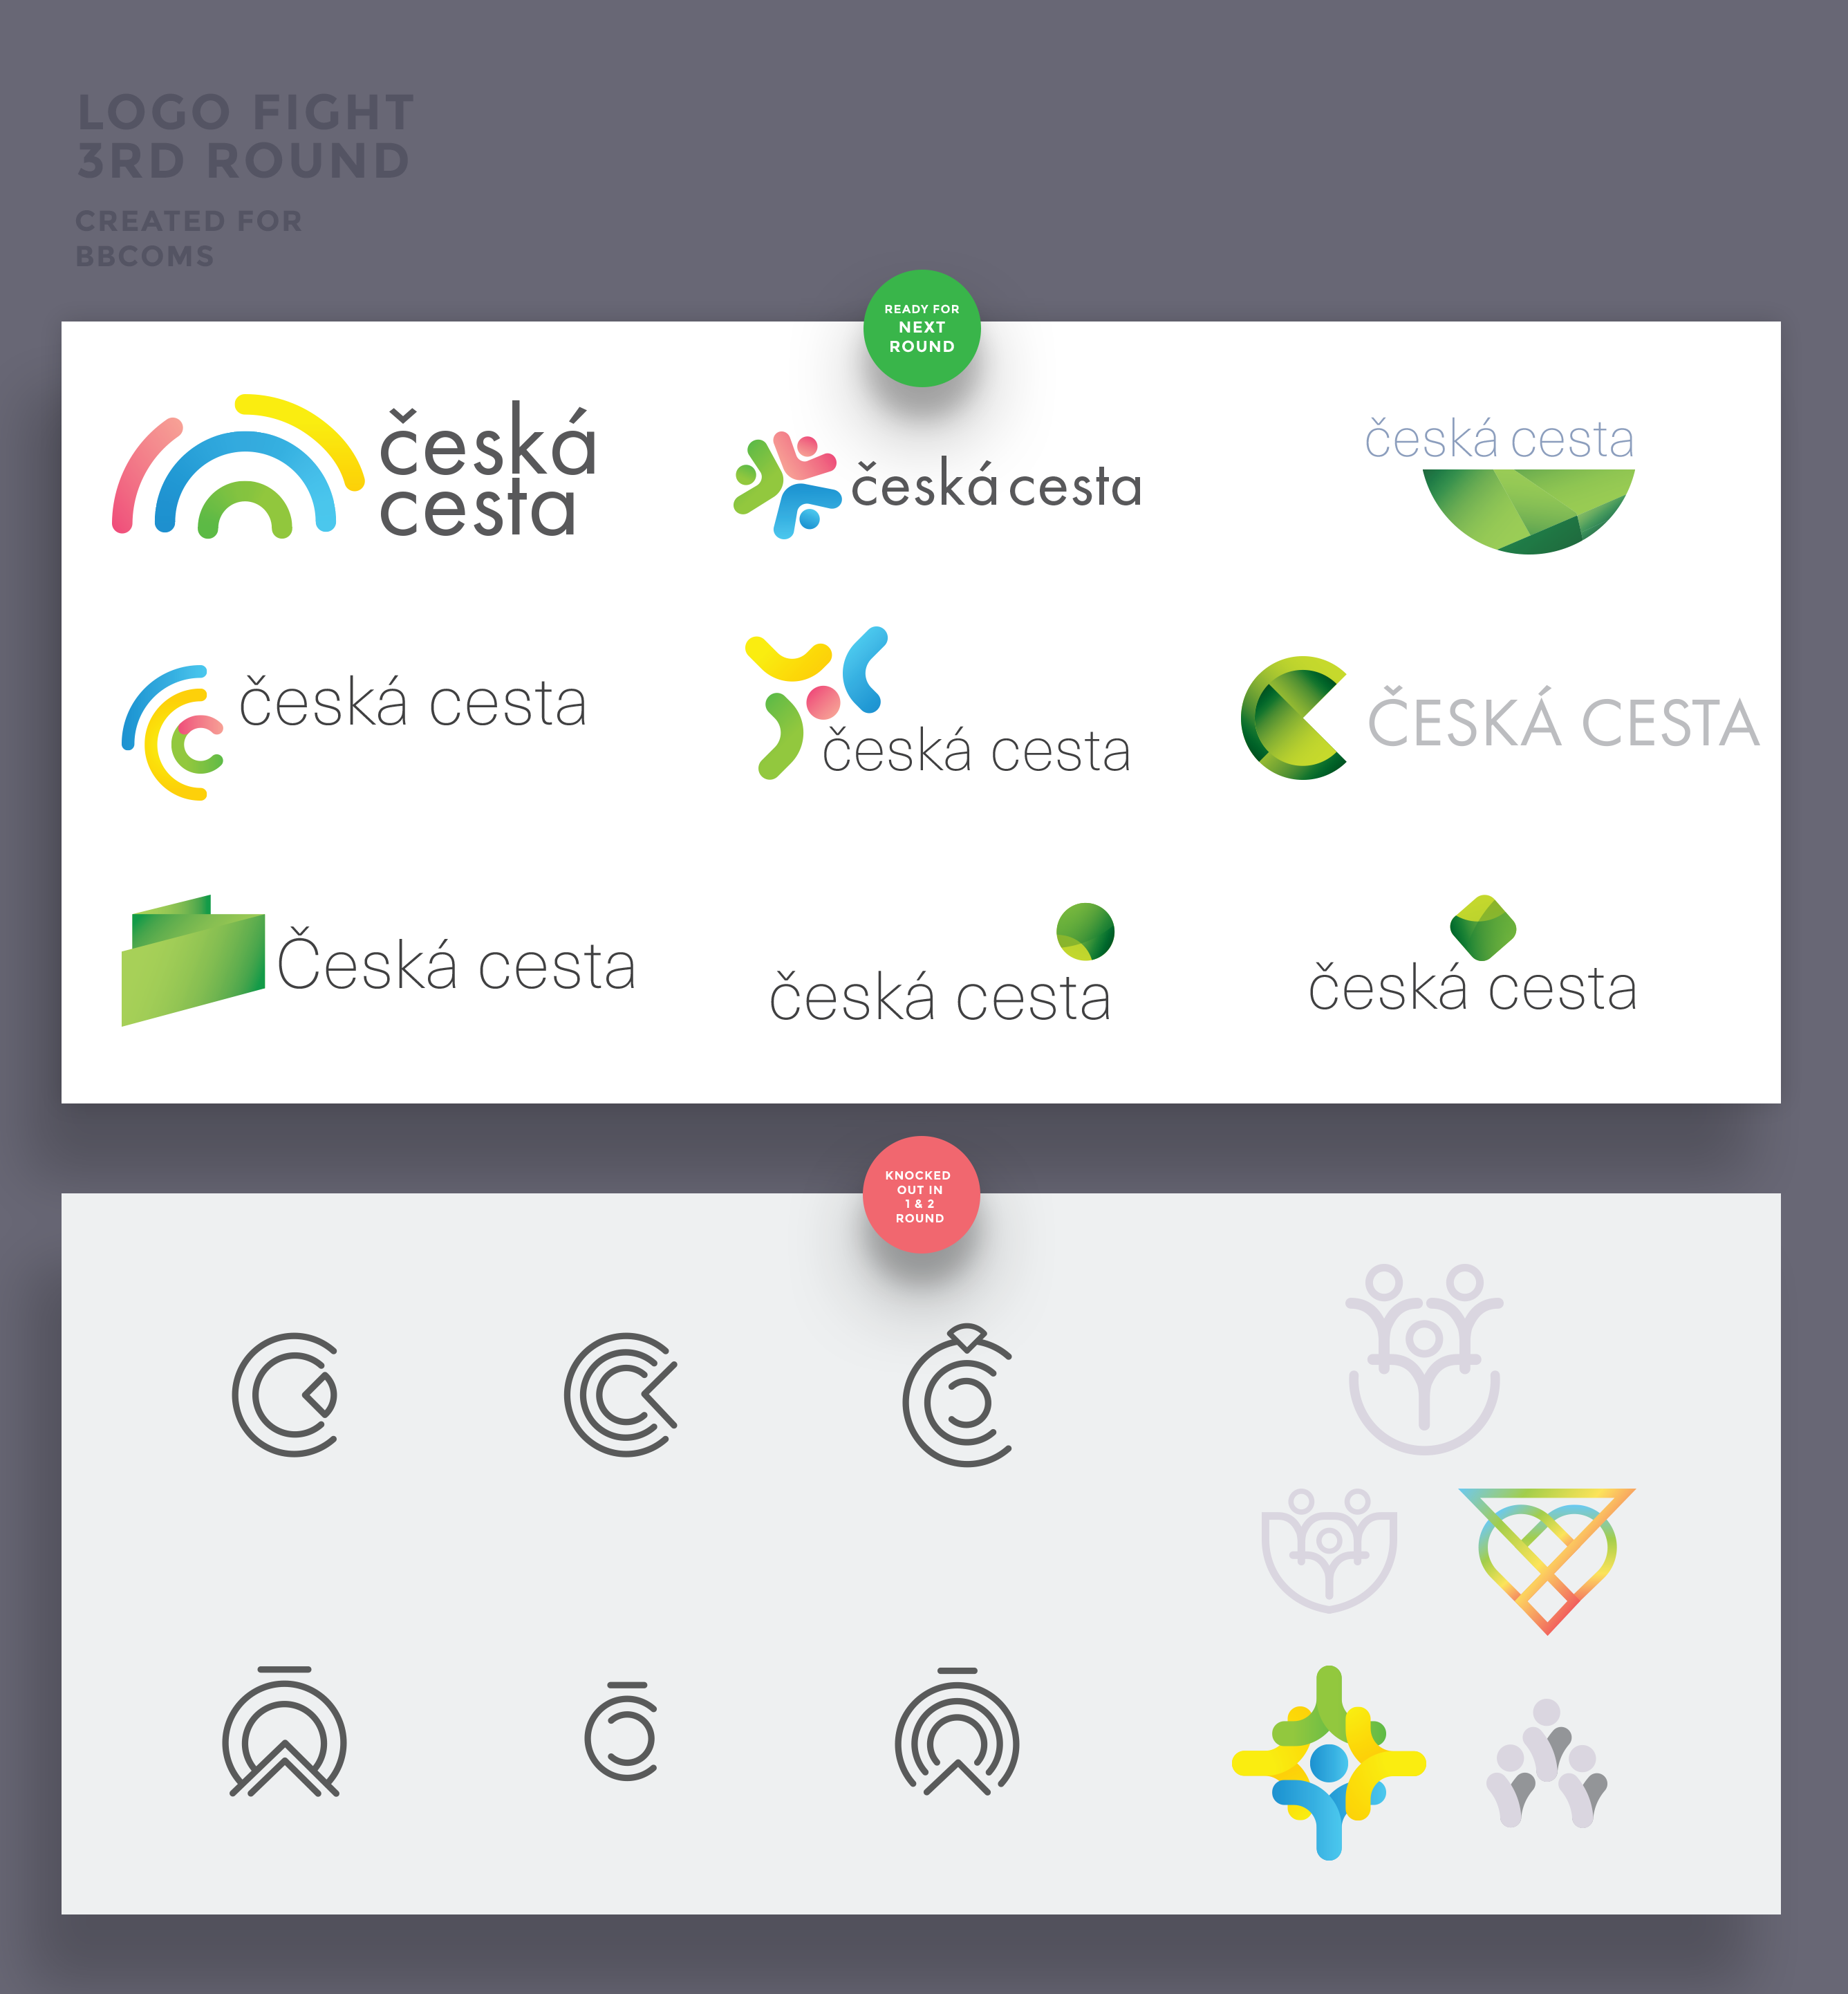 LOGO FIGHT
3RD ROUND
CREATED FOR
BBCOMS
READY FOR
NEXT
ROUND
česká
cesta
česká cesta
česká cesta
česká cesta
česká cesta
ČESKÁ CESTA
Česká cesta
česká cesta
česká cesta
KNOCKED
OUT IN
1 & 2
ROUND